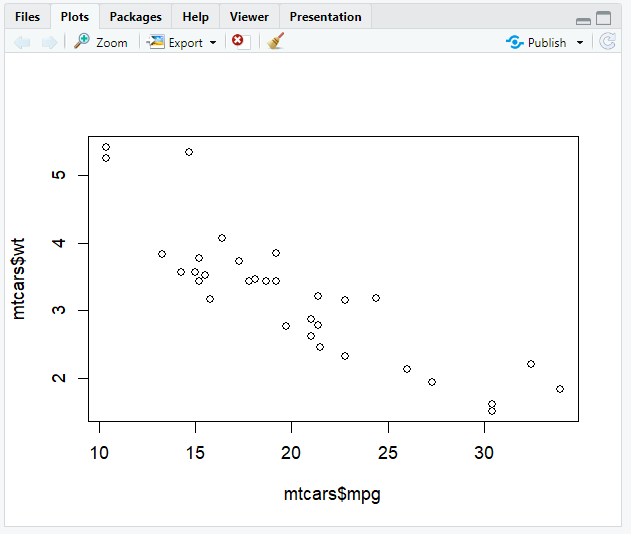 Files Plots Packages Help Viewer Presentation
Zoom Export Publish
5
4
3
2
mtcars$wt
10 15 20 25 30
mtcars$mpg